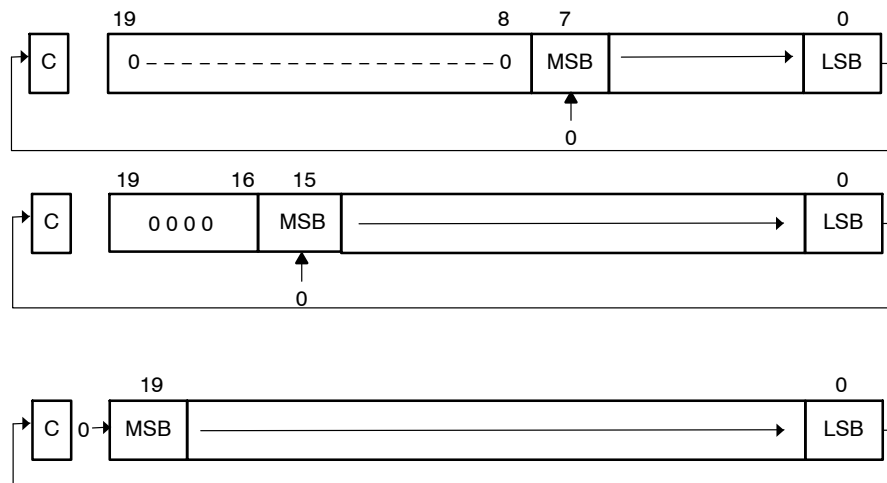 19 8 7 0
C 0 – – – – – – – – – – – – – – – – – – – 0 MSB LSB
0
19 16 15 0
C 0 0 0 0 MSB LSB
0
19 0
C 0 MSB LSB